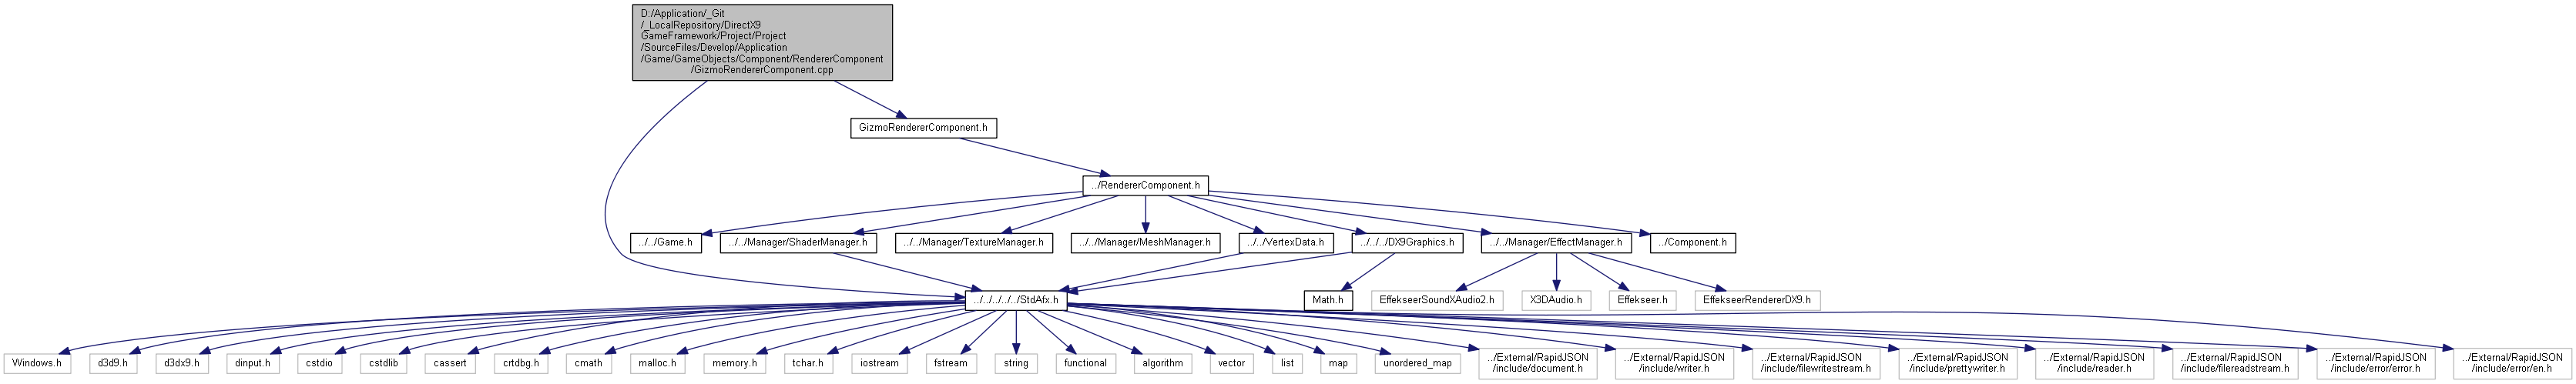 D:/Application/_Git
/_LocalRepository/DirectX9
GameFramework/Project/Project
/SourceFiles/Develop/Application
/Game/GameObjects/Component/RendererComponent
/GizmoRendererComponent.cpp
GizmoRendererComponent.h
../RendererComponent.h
../../Game.h
../../Manager/ShaderManager.h
../../Manager/TextureManager.h
../../Manager/MeshManager.h
../../VertexData.h
../../../DX9Graphics.h
../../Manager/EffectManager.h
../Component.h
../../../../../StdAfx.h
Math.h
EffekseerSoundXAudio2.h
X3DAudio.h
Effekseer.h
EffekseerRendererDX9.h
Windows.h
d3d9.h
d3dx9.h
dinput.h
cstdio
cstdlib
cassert
crtdbg.h
cmath
malloc.h
memory.h
tchar.h
iostream
fstream
string
functional
algorithm
vector
list
map
unordered_map
../External/RapidJSON
/include/document.h
../External/RapidJSON
/include/writer.h
../External/RapidJSON
/include/filewritestream.h
../External/RapidJSON
/include/prettywriter.h
../External/RapidJSON
/include/reader.h
../External/RapidJSON
/include/filereadstream.h
../External/RapidJSON
/include/error/error.h
../External/RapidJSON
/include/error/en.h